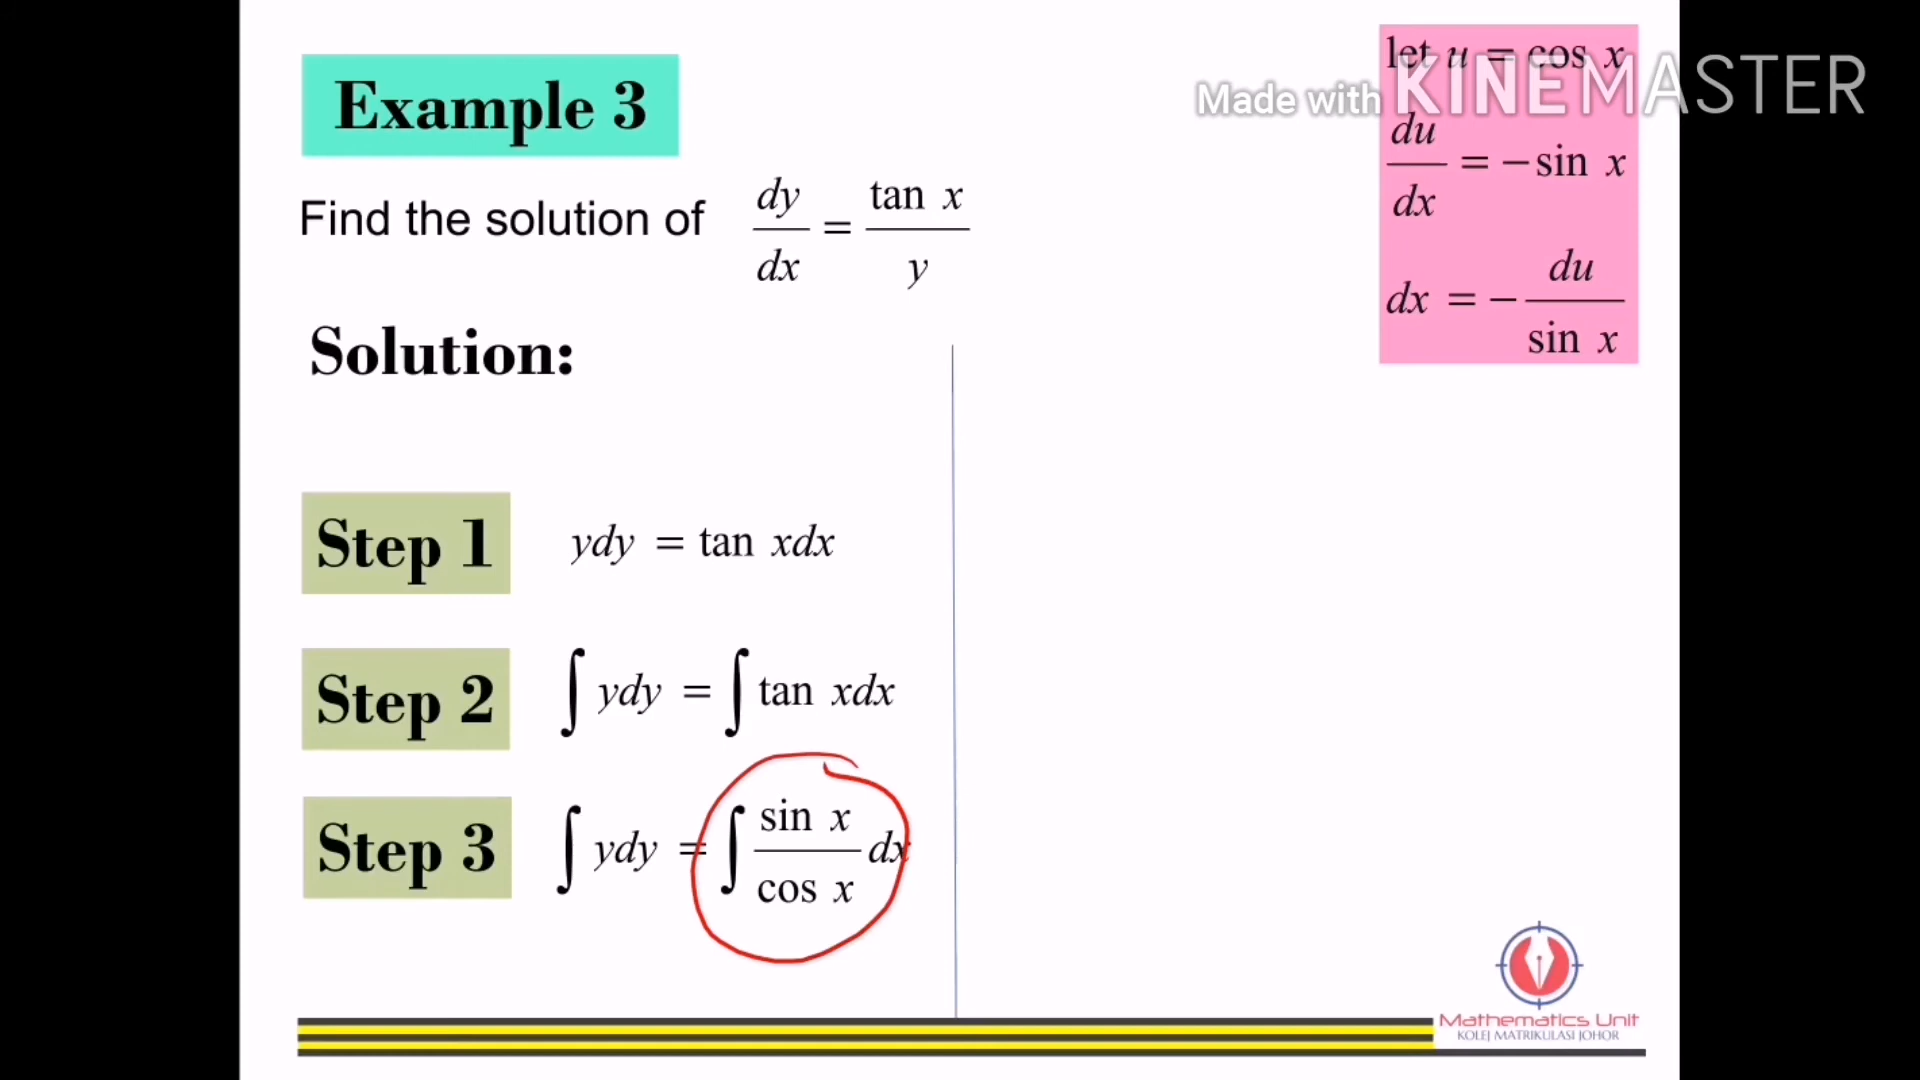 Example 3
Find the solution of dy/dx = tan x / y
Solution:
Step 1 ydy = tan xdx
Step 2 ∫ ydy = ∫ tan xdx
Step 3 ∫ ydy = ∫ sin x / cos x dx
let u = cos x
du/dx = − sin x
dx = − du / sin x
Made with KINEMASTER
Mathematics Unit
KOLEJ MATRIKULASI JOHOR